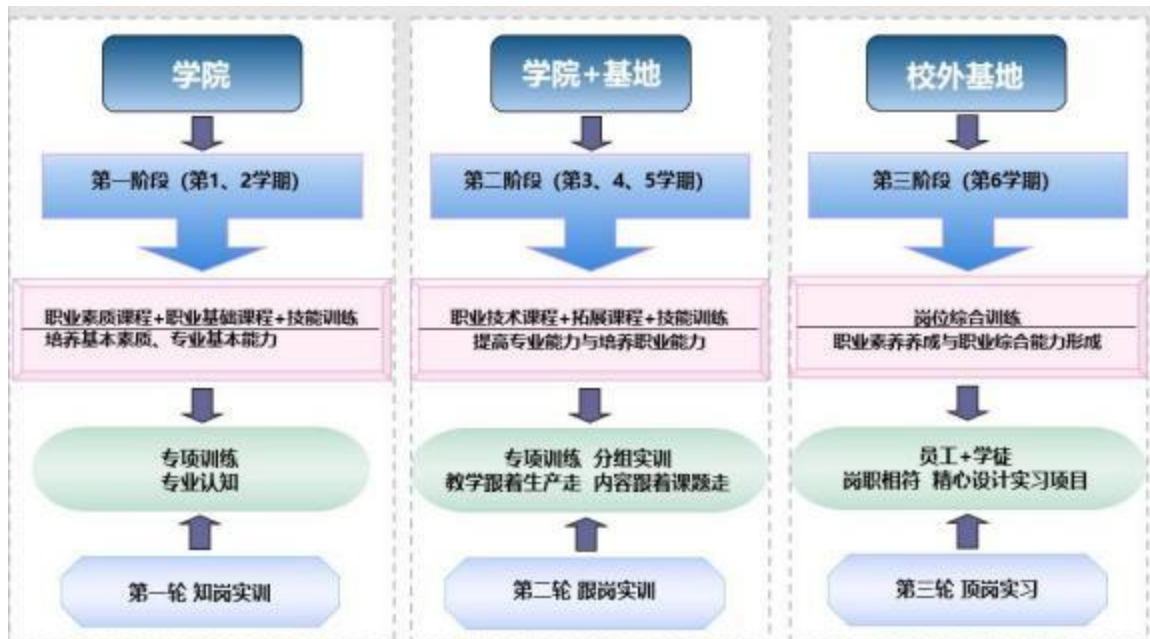 学院
第一阶段（第1、2学期）
职业素质课程+职业基础课程+技能训练
培养基本素质、专业基本能力
专项训练
专业认知
第一轮 知岗实训
学院+基地
第二阶段（第3、4、5学期）
职业技术课程+拓展课程+技能训练
提高专业能力与培养职业能力
专项训练 分组实训
教学跟着生产走 内容跟着课题走
第二轮 跟岗实训
校外基地
第三阶段（第6学期）
岗位综合训练
职业素养养成与职业综合能力形成
员工+学徒
岗职相符 精心设计实习项目
第三轮 顶岗实习